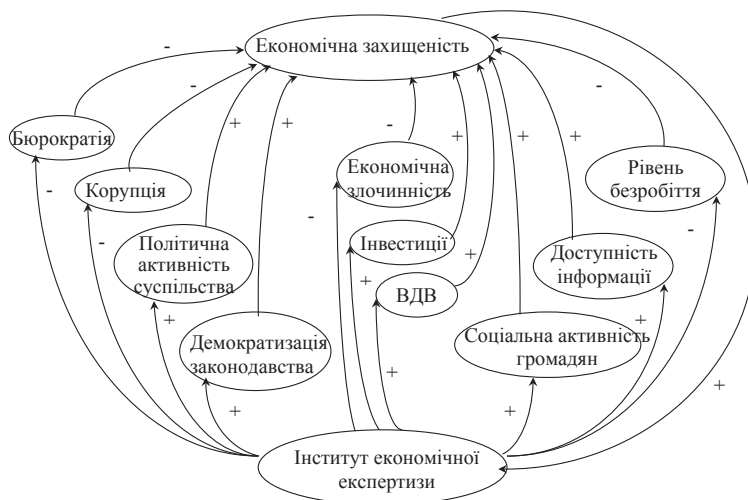 Економічна захищеність
-
-
+
+
-
+
+
+
-
Бюрократія
Корупція
Економічна
злочинність
Рівень
безробіття
-
-
-
-
Політична
активність
суспільства
Інвестиції
+
+
Доступність
інформації
ВДВ
+
+
Демократизація
законодавства
Соціальна активність
громадян
+
+
+
+
Інститут економічної
експертизи